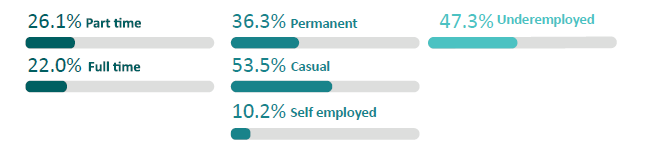 26.1% Part time
22.0% Full time
36.3% Permanent
53.5% Casual
10.2% Self employed
47.3% Underemployed